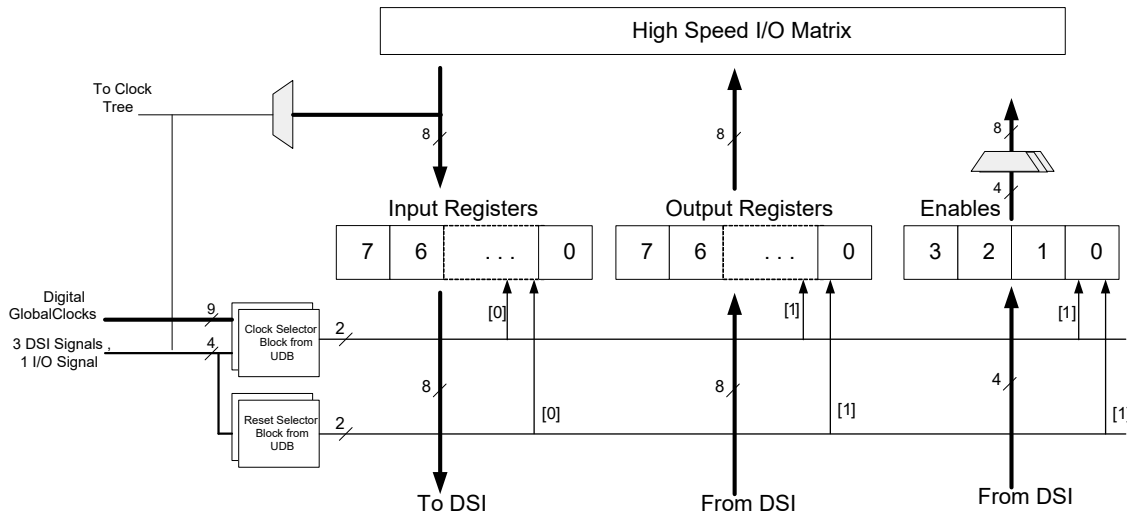 High Speed I/O Matrix
To Clock
Tree
8
8
8
4
Input Registers
Output Registers
Enables
7 6 . . . 0
7 6 . . . 0
3 2 1 0
Digital
GlobalClocks
9
3 DSI Signals ,
1 I/O Signal
4
Clock Selector
Block from
UDB
2
[0]
[1]
[1]
8
8
4
Reset Selector
Block from
UDB
2
[0]
[1]
[1]
To DSI
From DSI
From DSI